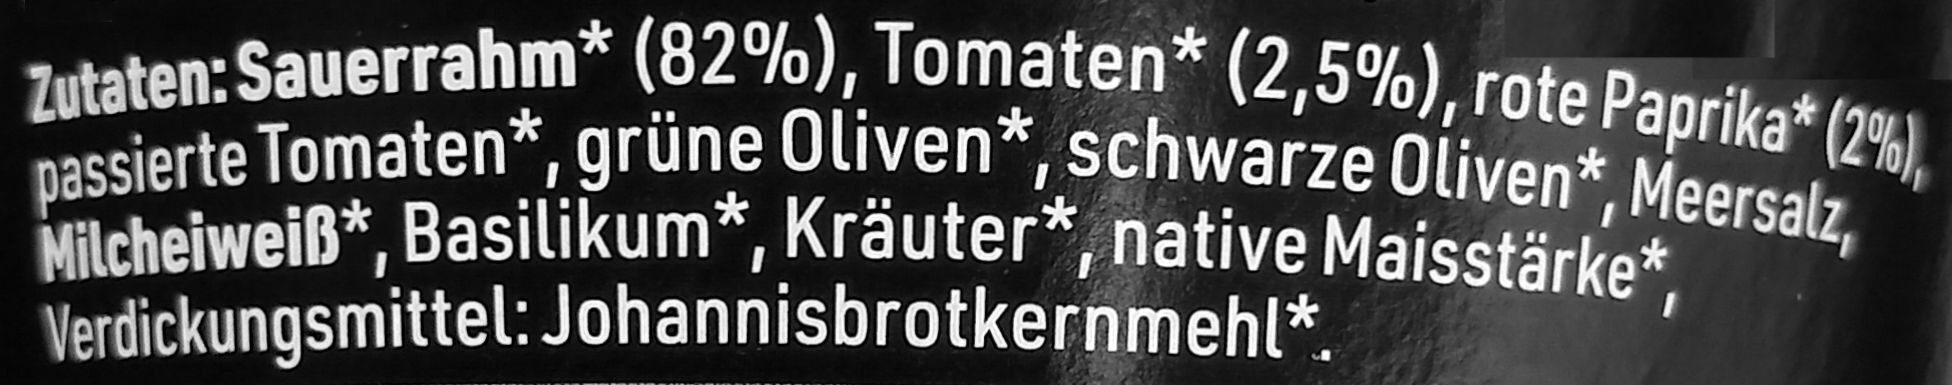 Zutaten: Sauerrahm* (82%), Tomaten* (2,5%), rote Paprika* (2%),
passierte Tomaten*, grüne Oliven*, schwarze Oliven*, Meersalz,
Milcheiweiß*, Basilikum*, Kräuter*, native Maisstärke*,
Verdickungsmittel: Johannisbrotkernmehl*.